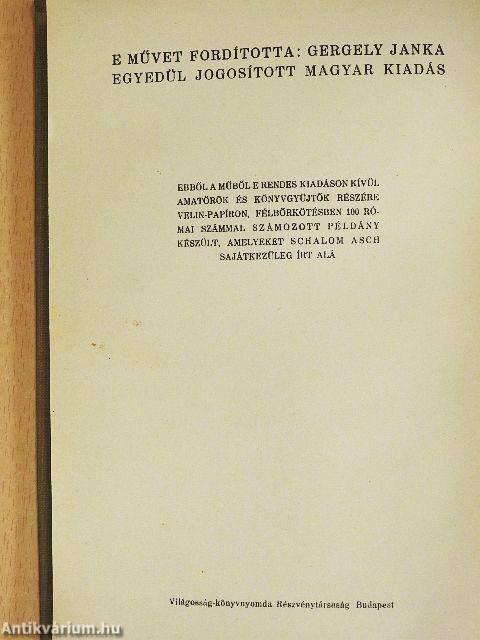 E MŰVET FORDÍTOTTA: GERGELY JANKA
EGYEDÜL JOGOSÍTOTT MAGYAR KIADÁS
EBBŐL A MŰBŐL E RENDES KIADÁSON KÍVÜL
AMATŐRÖK ÉS KÖNYVGYŰJTŐK RÉSZÉRE
VELIN-PAPÍRON, FÉLBŐRKÖTÉSBEN 100 RÓ-
MAI SZÁMMAL SZÁMOZOTT PÉLDÁNY
KÉSZÜLT, AMELYEKET SCHALOM ASCH
SAJÁTKEZŰLEG ÍRT ALÁ
Világosság-könyvnyomda Részvénytársaság Budapest
Antikvárium.hu